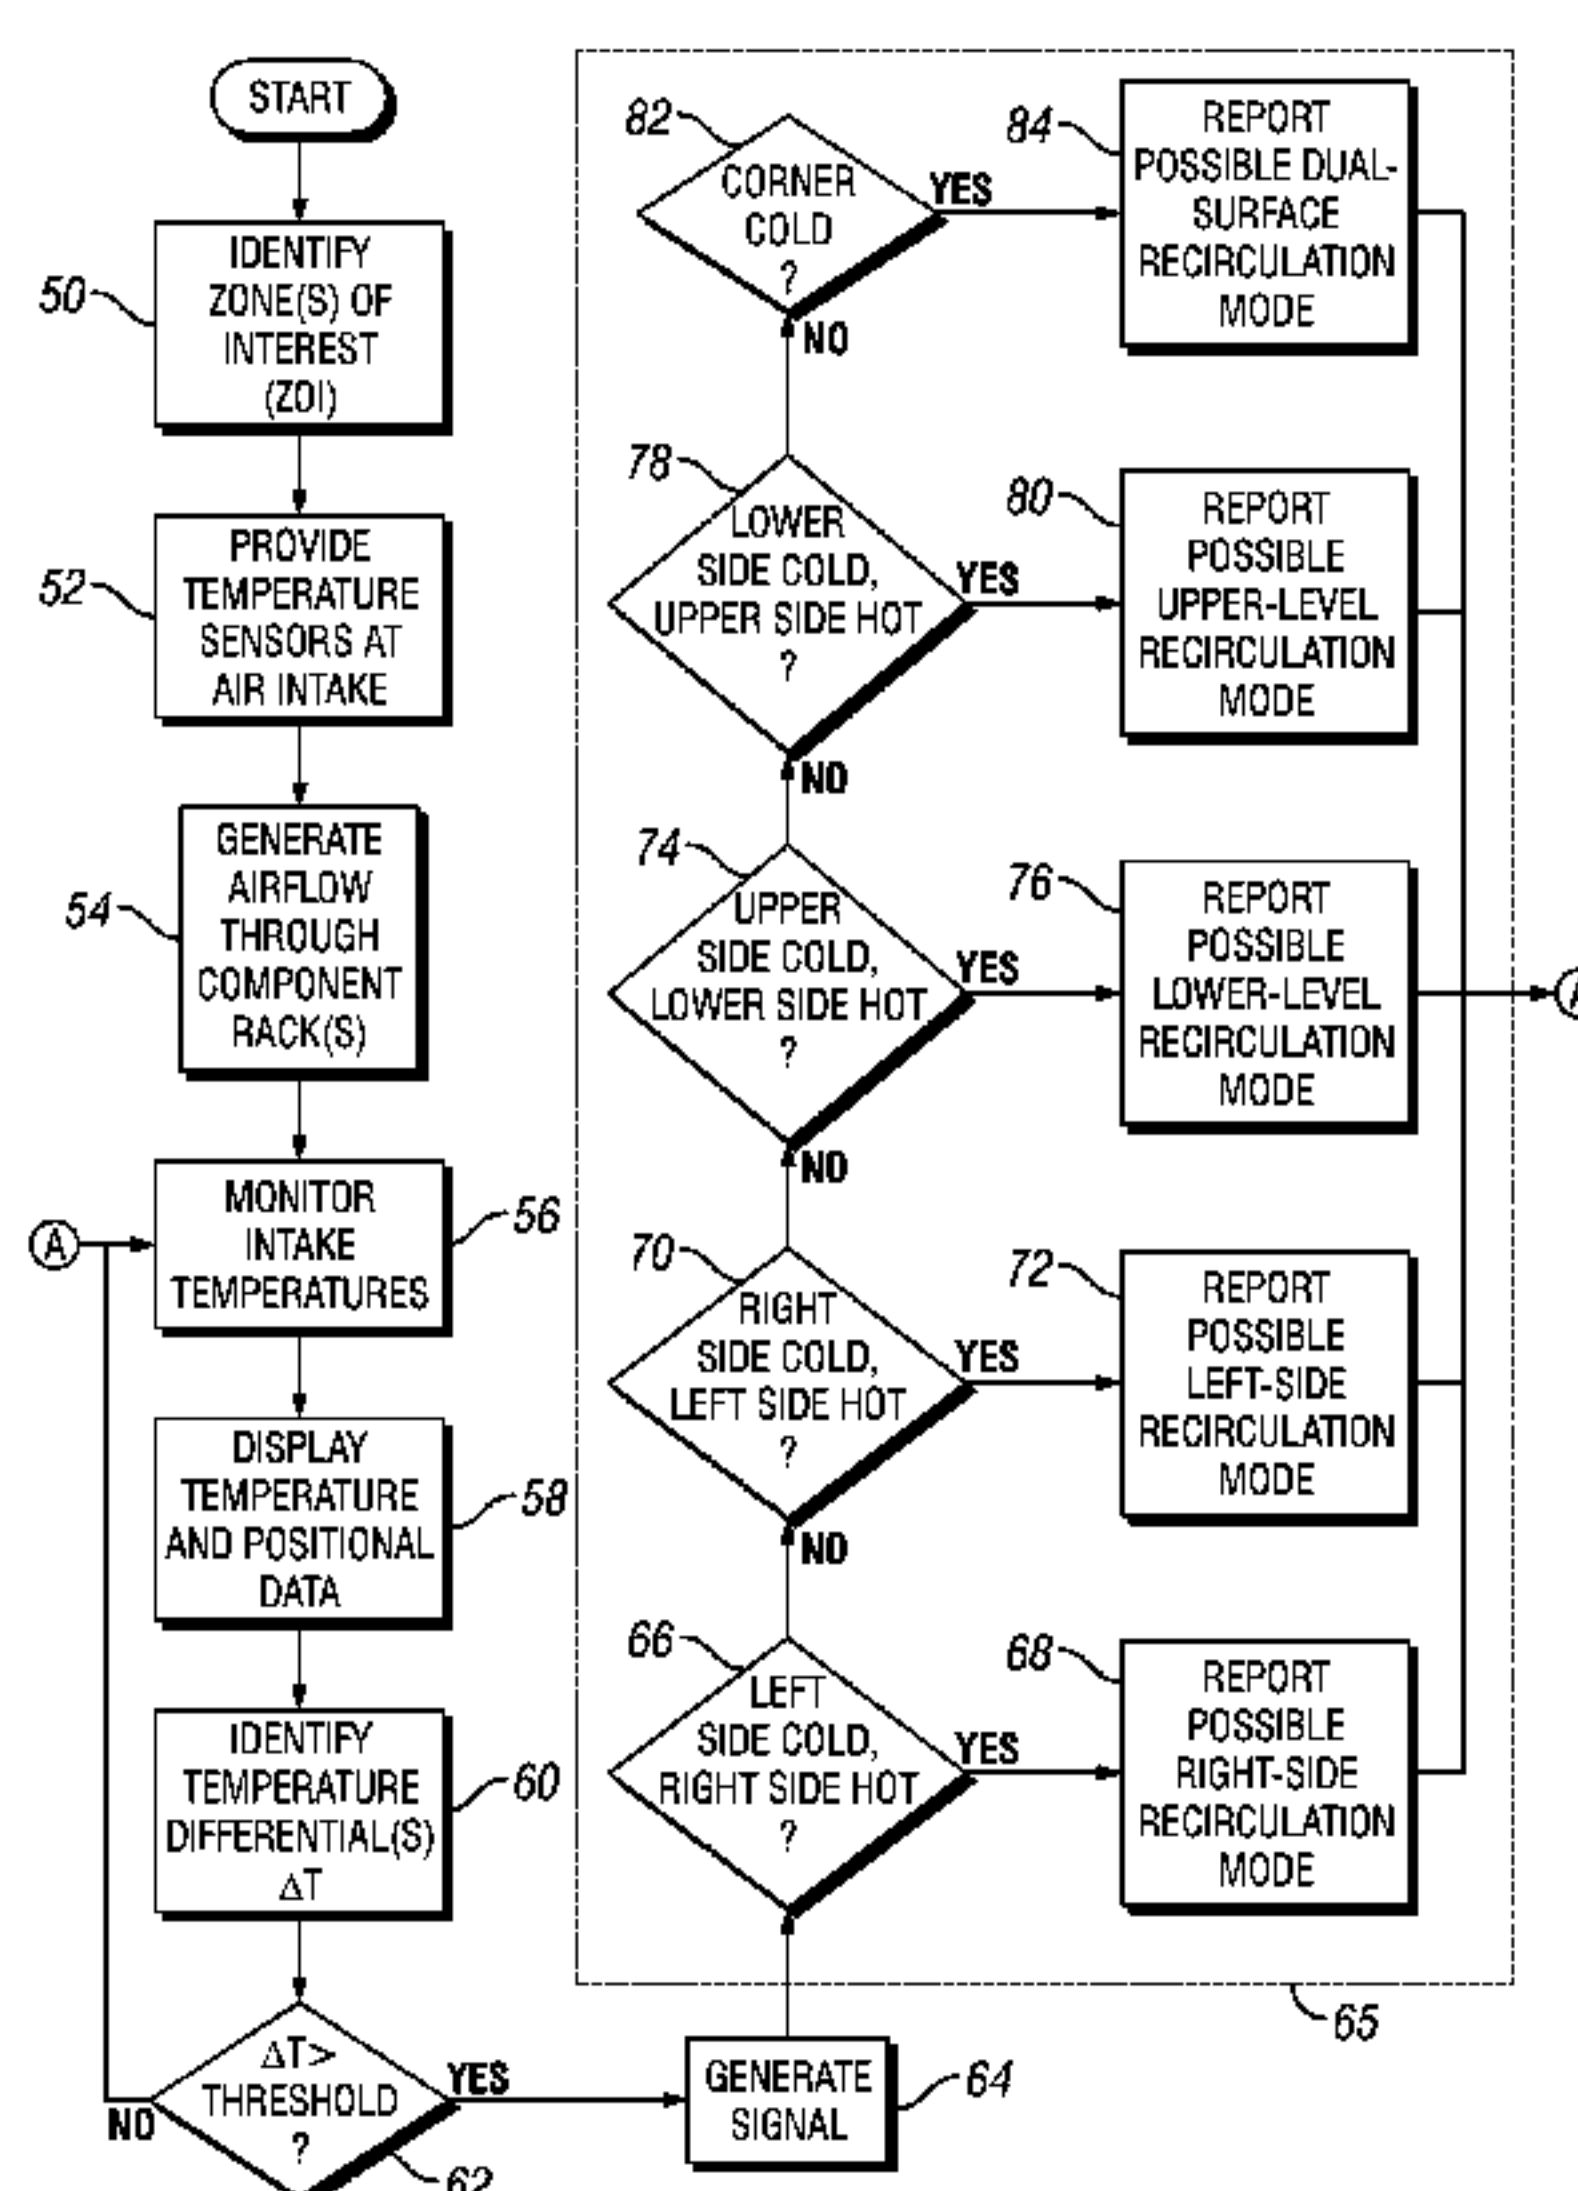 START
50
IDENTIFY
ZONE(S) OF
INTEREST
(ZOI)
52
PROVIDE
TEMPERATURE
SENSORS AT
AIR INTAKE
54
GENERATE
AIRFLOW
THROUGH
COMPONENT
RACK(S)
A
MONITOR
INTAKE
TEMPERATURES
56
DISPLAY
TEMPERATURE
AND POSITIONAL
DATA
58
IDENTIFY
TEMPERATURE
DIFFERENTIAL(S)
ΔT
60
ΔT>
THRESHOLD
?
NO
YES
62
GENERATE
SIGNAL
64
65
66
LEFT
SIDE COLD,
RIGHT SIDE HOT
?
YES
NO
68
REPORT
POSSIBLE
RIGHT-SIDE
RECIRCULATION
MODE
70
RIGHT
SIDE COLD,
LEFT SIDE HOT
?
YES
NO
72
REPORT
POSSIBLE
LEFT-SIDE
RECIRCULATION
MODE
74
UPPER
SIDE COLD,
LOWER SIDE HOT
?
YES
NO
76
REPORT
POSSIBLE
LOWER-LEVEL
RECIRCULATION
MODE
A
78
LOWER
SIDE COLD,
UPPER SIDE HOT
?
YES
NO
80
REPORT
POSSIBLE
UPPER-LEVEL
RECIRCULATION
MODE
82
CORNER
COLD
?
YES
84
REPORT
POSSIBLE DUAL-
SURFACE
RECIRCULATION
MODE